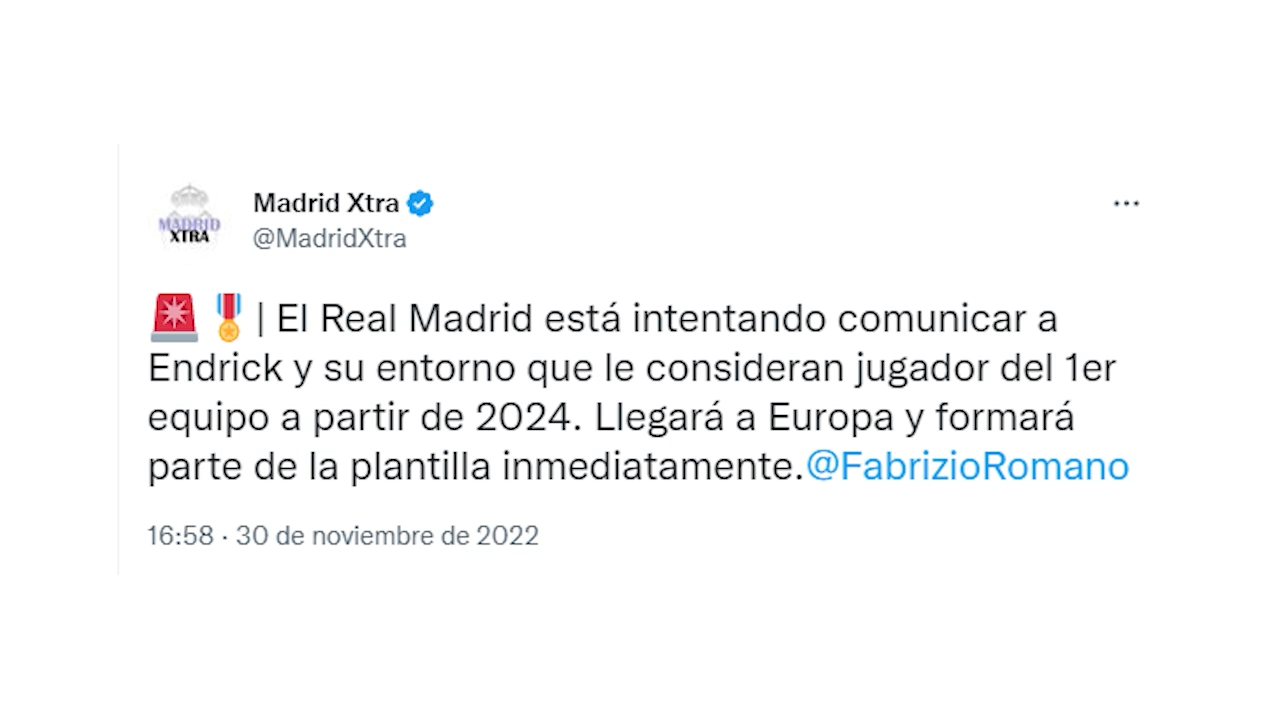 MADRID
XTRA
Madrid Xtra
@MadridXtra
🚨🎖️| El Real Madrid está intentando comunicar a
Endrick y su entorno que le consideran jugador del 1er
equipo a partir de 2024. Llegará a Europa y formará
parte de la plantilla inmediatamente.@FabrizioRomano
16:58 · 30 de noviembre de 2022